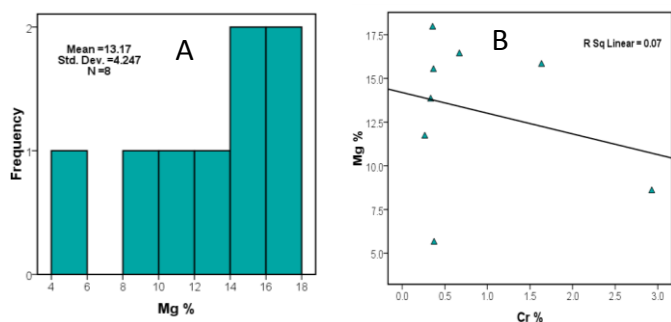 A
Mean =13.17
Std. Dev. =4.247
N =8
Frequency
2
1
0
4 6 8 10 12 14 16 18
Mg %
B
R Sq Linear = 0.07
Mg %
17.5
15.0
12.5
10.0
7.5
5.0
0.0 0.5 1.0 1.5 2.0 2.5 3.0
Cr %